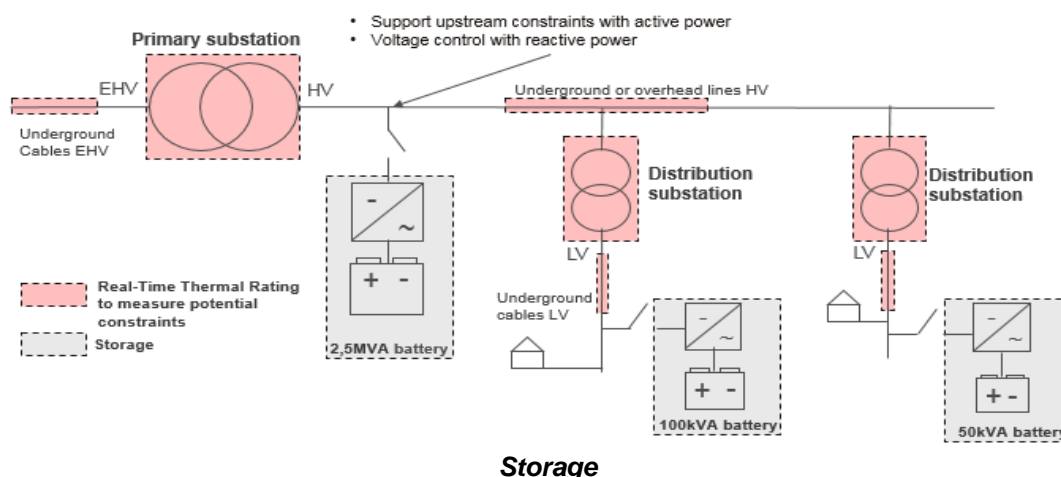 • Support upstream constraints with active power
• Voltage control with reactive power
Primary substation
EHV
HV
Underground or overhead lines HV
Underground
Cables EHV
Distribution
substation
Distribution
substation
LV
LV
Real-Time Thermal Rating
to measure potential
constraints
Storage
Underground
cables LV
-
~
+ -
2,5MVA battery
-
~
+ -
100kVA battery
-
~
+ -
50kVA battery
Storage